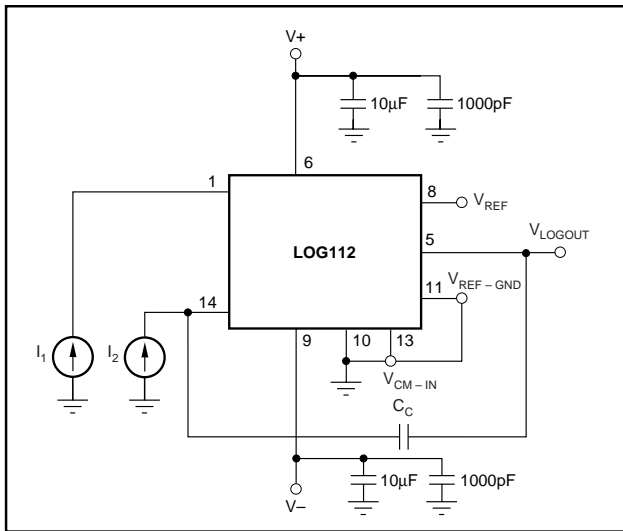 V+
10µF
1000pF
6
1
8
V_REF
LOG112
5
V_LOGOUT
11
V_REF – GND
14
9
10
13
I_1
I_2
V_CM – IN
C_C
10µF
1000pF
V–